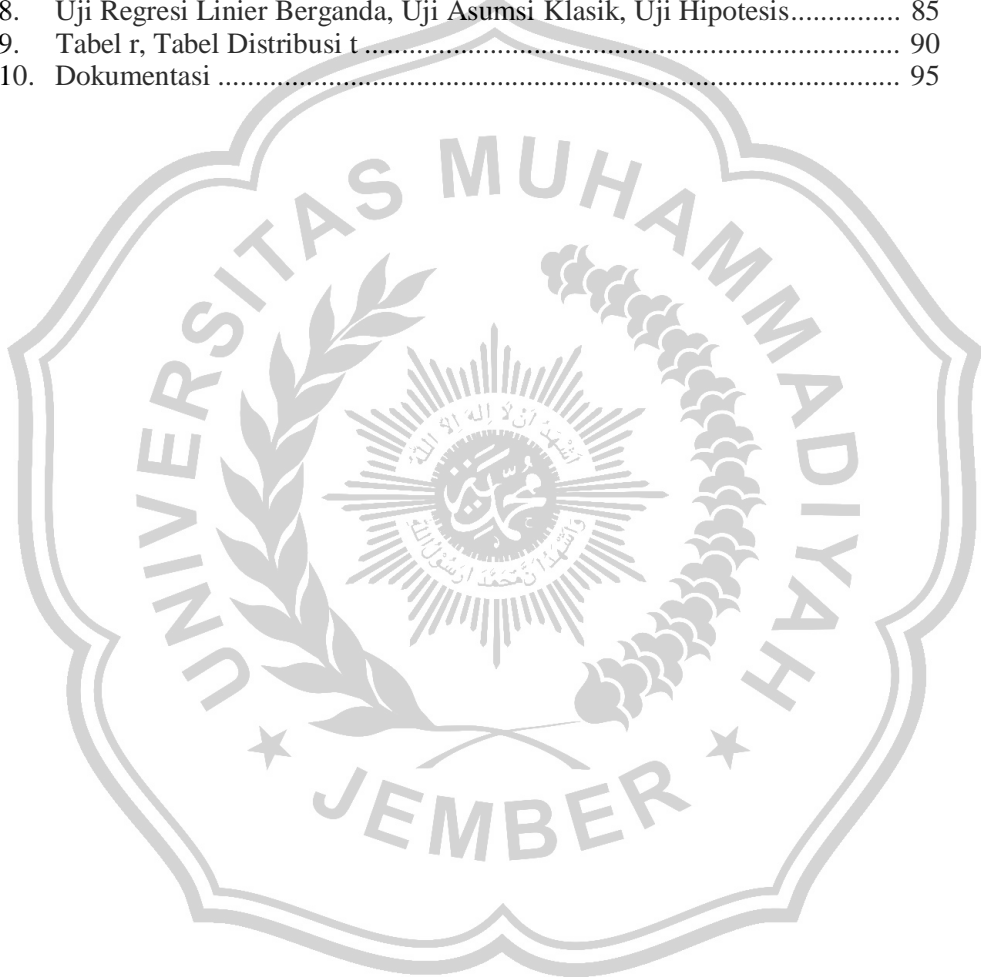 8. Uji Regresi Linier Berganda, Uji Asumsi Klasik, Uji Hipotesis............... 85
9. Tabel r, Tabel Distribusi t ......................................................................... 90
10. Dokumentasi ............................................................................................ 95
UNIVERSITAS MUHAMMADIYAH
JEMBER